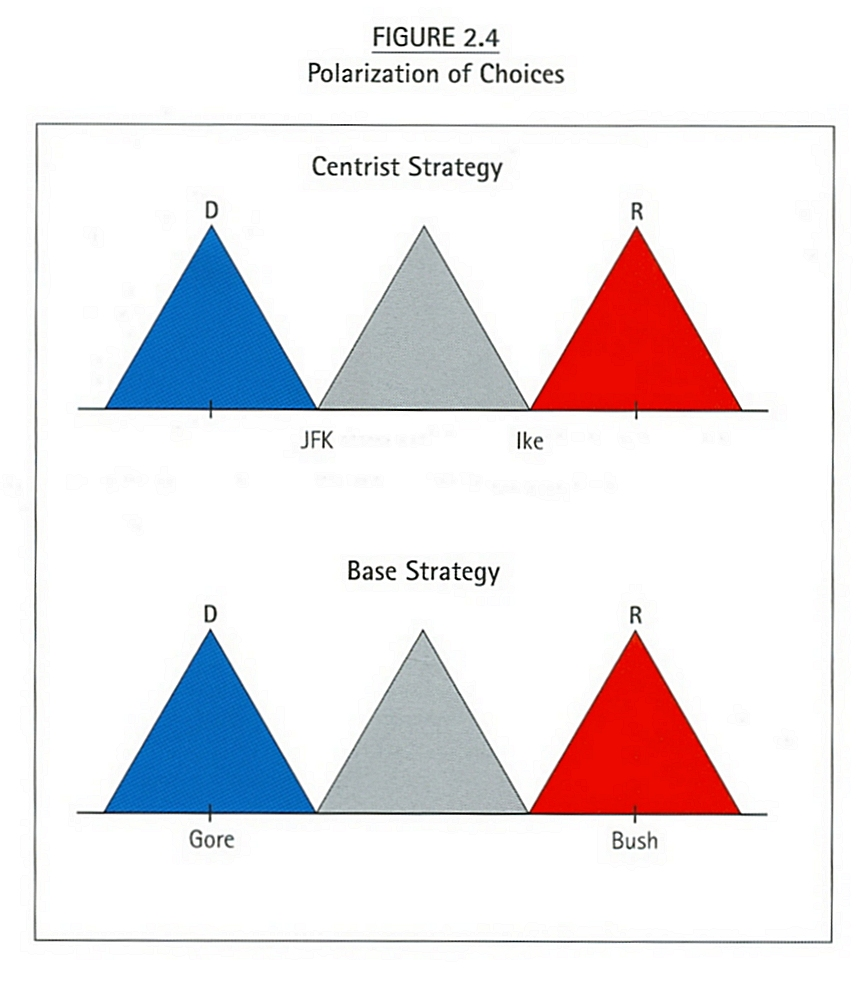 FIGURE 2.4
Polarization of Choices
Centrist Strategy
D R
JFK Ike
Base Strategy
D R
Gore Bush